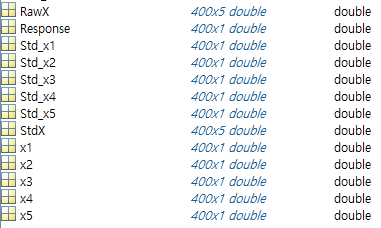 RawX 400x5 double double
Response 400x1 double double
Std_x1 400x1 double double
Std_x2 400x1 double double
Std_x3 400x1 double double
Std_x4 400x1 double double
Std_x5 400x1 double double
StdX 400x5 double double
x1 400x1 double double
x2 400x1 double double
x3 400x1 double double
x4 400x1 double double
x5 400x1 double double